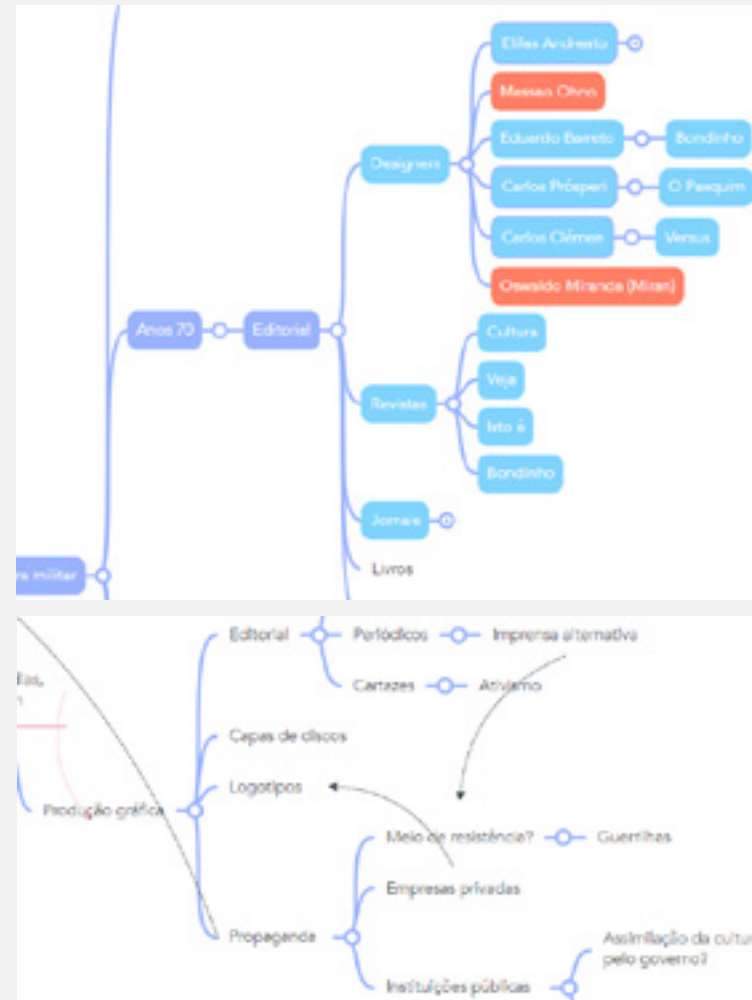 Elifas Andreato
Massao Ohno
Eduardo Barreto
Bondinho
Designers
Carlos Prósperi
O Pasquim
Carlos Clémen
Versus
Oswaldo Miranda (Miran)
Anos 70
Editorial
Cultura
Veja
Revistas
Isto é
Bondinho
Jornais
Livros
militar
Editorial
Periódicos
Imprensa alternativa
Cartazes
Ativismo
Capas de discos
Logotipos
Produção gráfica
Meio de resistência?
Guerrilhas
Empresas privadas
Propaganda
Assimilação da cultur
pelo governo?
Instituições públicas